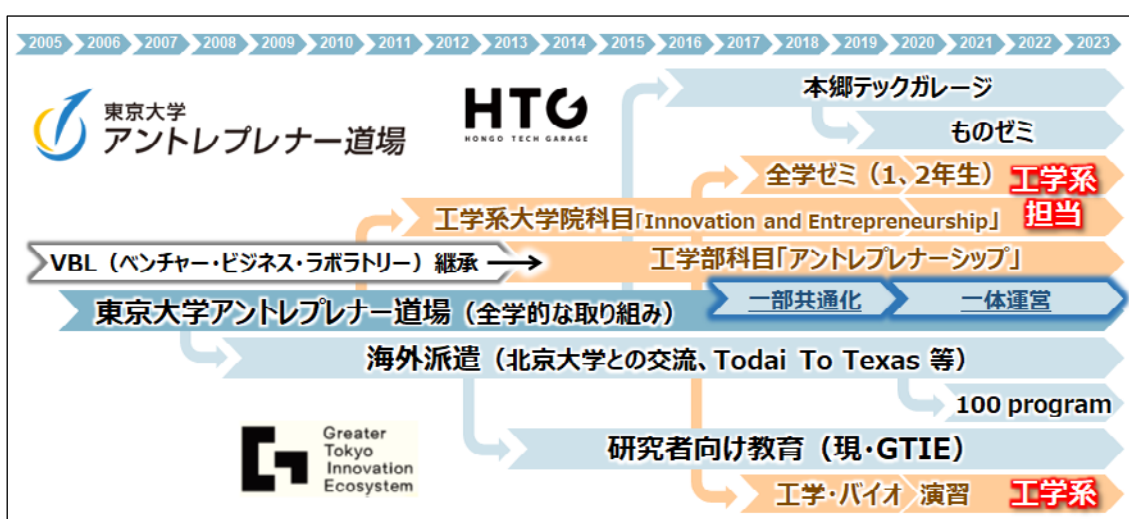 2005 2006 2007 2008 2009 2010 2011 2012 2013 2014 2015 2016 2017 2018 2019 2020 2021 2022 2023
東京大学
アントレプレナー道場
HTG
HONGO TECH GARAGE
本郷テックガレージ
ものゼミ
全学ゼミ（1、2年生）
工学系
担当
工学系大学院科目「Innovation and Entrepreneurship」
VBL（ベンチャー・ビジネス・ラボラトリー）継承
工学部科目「アントレプレナーシップ」
東京大学アントレプレナー道場（全学的な取り組み）
一部共通化
一体運営
海外派遣（北京大学との交流、Todai To Texas 等）
100 program
Greater
Tokyo
Innovation
Ecosystem
研究者向け教育（現・GTIE）
工学・バイオ 演習
工学系